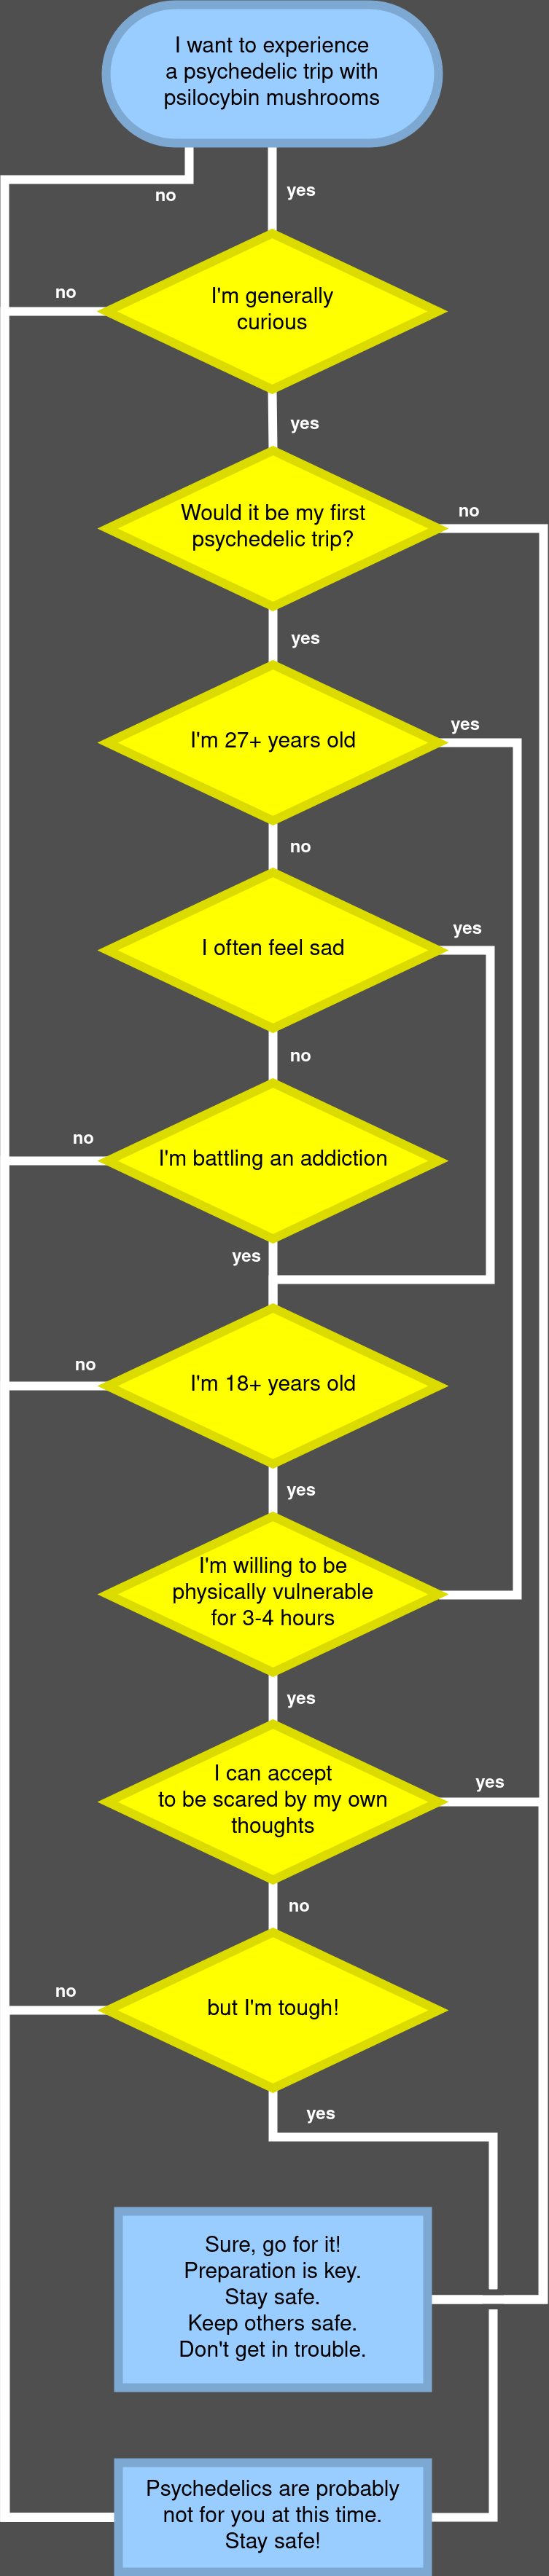 I want to experience
a psychedelic trip with
psilocybin mushrooms
no
yes
no
I'm generally
curious
yes
Would it be my first
psychedelic trip?
no
yes
I'm 27+ years old
yes
no
I often feel sad
yes
no
no
I'm battling an addiction
yes
no
I'm 18+ years old
yes
I'm willing to be
physically vulnerable
for 3-4 hours
yes
I can accept
to be scared by my own
thoughts
yes
no
no
but I'm tough!
yes
Sure, go for it!
Preparation is key.
Stay safe.
Keep others safe.
Don't get in trouble.
Psychedelics are probably
not for you at this time.
Stay safe!